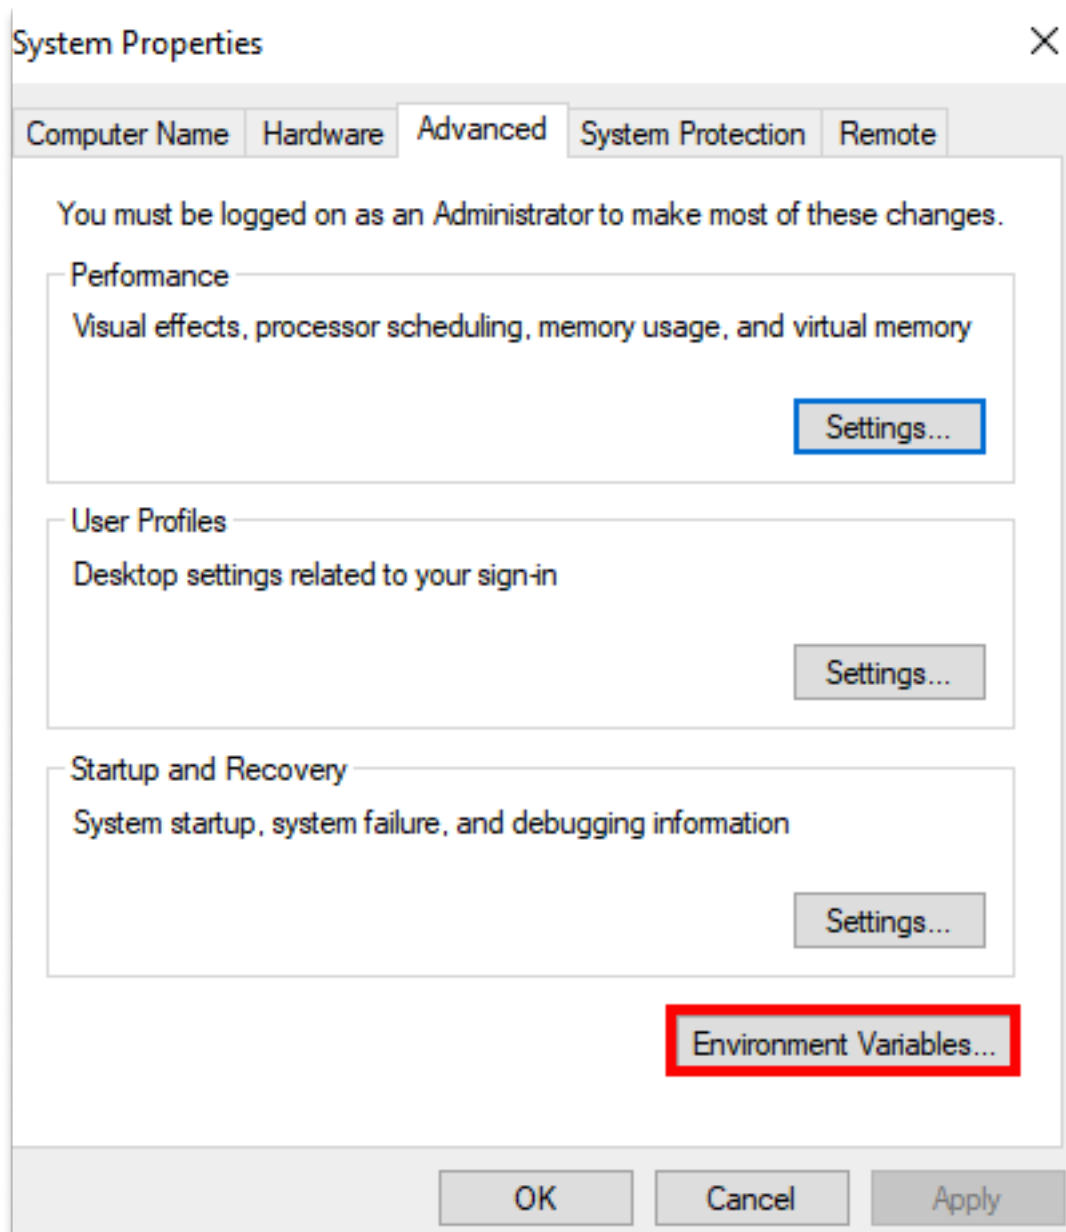 System Properties
Computer Name
Hardware
Advanced
System Protection
Remote
You must be logged on as an Administrator to make most of these changes.
Performance
Visual effects, processor scheduling, memory usage, and virtual memory
Settings...
User Profiles
Desktop settings related to your sign-in
Settings...
Startup and Recovery
System startup, system failure, and debugging information
Settings...
Environment Variables...
OK
Cancel
Apply